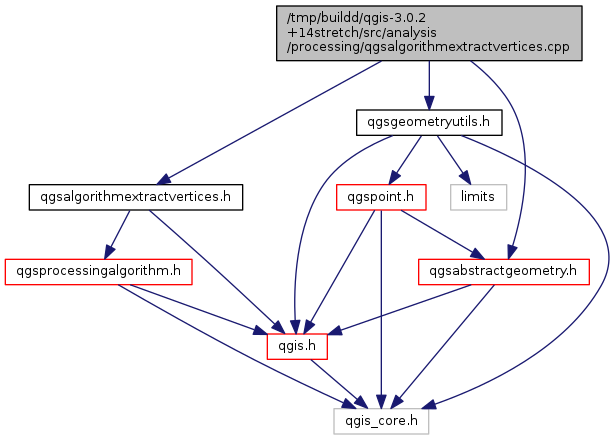 /tmp/buildd/qgis-3.0.2
+14stretch/src/analysis
/processing/qgsalgorithmextractvertices.cpp
qgsgeometryutils.h
qgsalgorithmextractvertices.h
qgspoint.h
limits
qgsprocessingalgorithm.h
qgsabstractgeometry.h
qgis.h
qgis_core.h